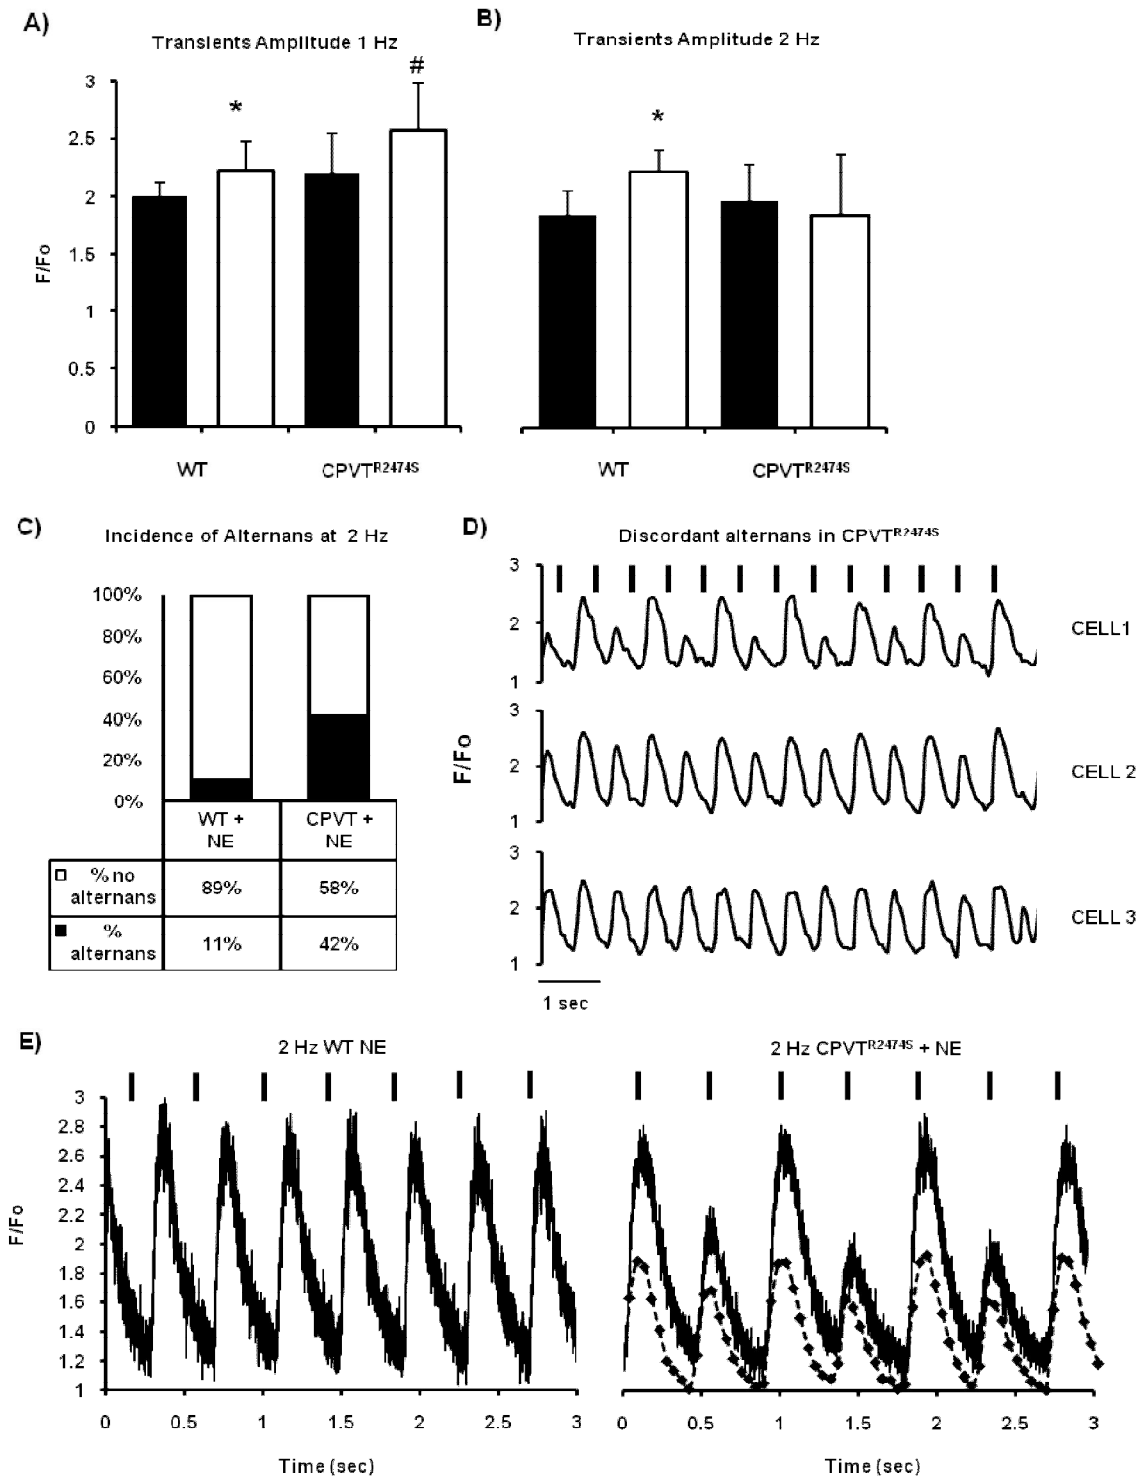 A)
Transients Amplitude 1 Hz
#
*
3
2.5
2
1.5
1
0.5
0
F/Fo
WT
CPVTR2474S
B)
Transients Amplitude 2 Hz
*
WT
CPVTR2474S
C)
Incidence of Alternans at 2 Hz
100%
80%
60%
40%
20%
0%
WT +
NE
CPVT +
NE
% no
alternans
89%
58%
%
alternans
11%
42%
D)
Discordant alternans in CPVTR2474S
3
2
1
CELL1
3
2
1
CELL 2
3
2
1
CELL 3
F/Fo
1 sec
E)
2 Hz WT NE
3
2.8
2.6
2.4
2.2
2
1.8
1.6
1.4
1.2
1
F/Fo
0
0.5
1
1.5
2
2.5
3
Time (sec)
2 Hz CPVTR2474S + NE
0
0.5
1
1.5
2
2.5
3
Time (sec)